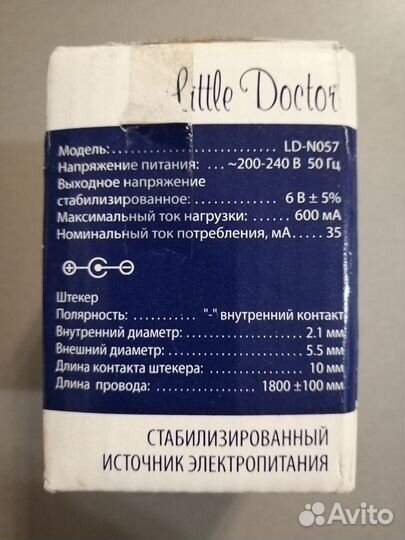 Little Doctor
Модель: LD-N057
Напряжение питания: ... ~200-240 В 50 Гц
Выходное напряжение
стабилизированное: 6 В ± 5%
Максимальный ток нагрузки: 600 мА
Номинальный ток потребления, мА 35
+ −
Штекер
Полярность: "-" внутренний контакт
Внутренний диаметр: 2.1 мм
Внешний диаметр: 5.5 мм
Длина контакта штекера: 10 мм
Длина провода: 1800 ±100 мм
СТАБИЛИЗИРОВАННЫЙ
ИСТОЧНИК ЭЛЕКТРОПИТАНИЯ
Avito